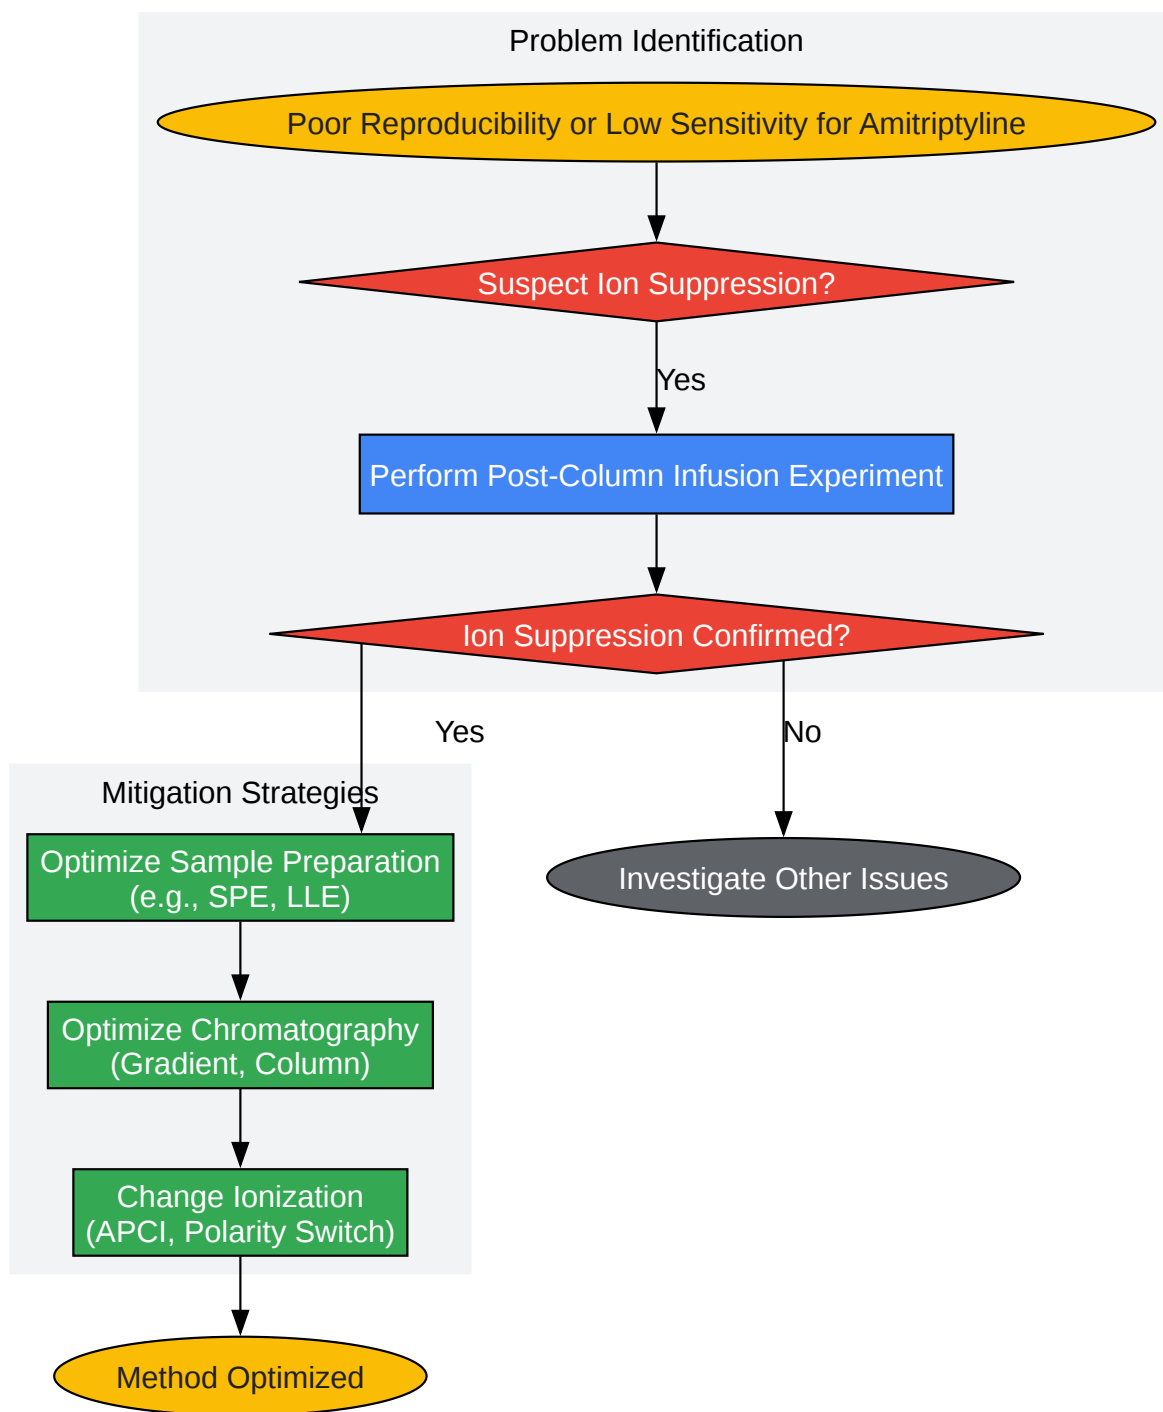 Problem Identification
Poor Reproducibility or Low Sensitivity for Amitriptyline
Suspect Ion Suppression?
Yes
Perform Post-Column Infusion Experiment
Ion Suppression Confirmed?
Yes
No
Mitigation Strategies
Optimize Sample Preparation
(e.g., SPE, LLE)
Investigate Other Issues
Optimize Chromatography
(Gradient, Column)
Change Ionization
(APCI, Polarity Switch)
Method Optimized